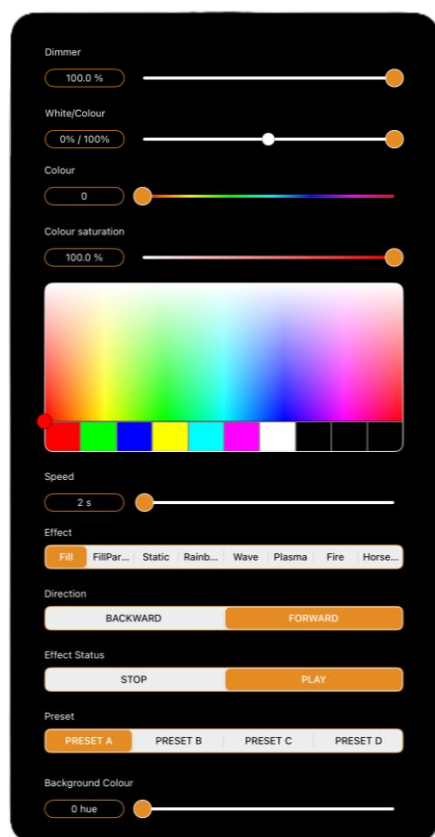 Dimmer
100.0 %
White/Colour
0% / 100%
Colour
0
Colour saturation
100.0 %
Speed
2 s
Effect
Fill FillPar... Static Rainb... Wave Plasma Fire Horse...
Direction
BACKWARD FORWARD
Effect Status
STOP PLAY
Preset
PRESET A PRESET B PRESET C PRESET D
Background Colour
0 hue